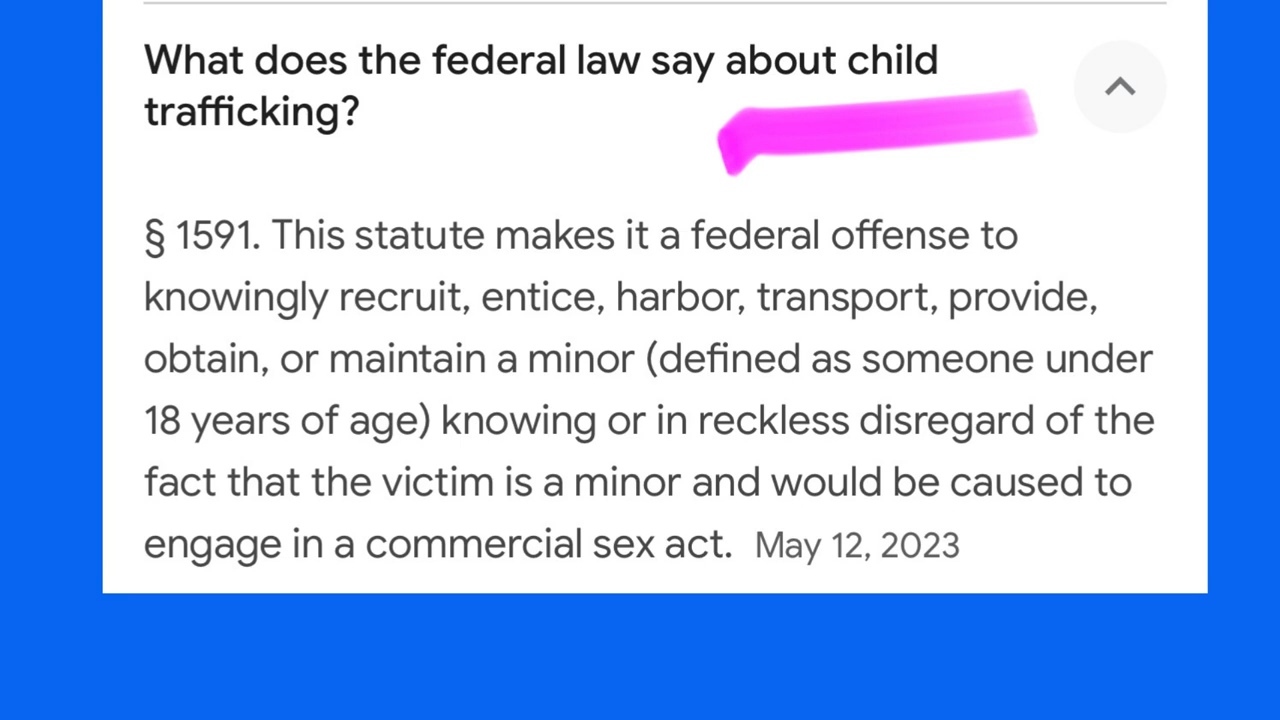 What does the federal law say about child
trafficking?
§ 1591. This statute makes it a federal offense to
knowingly recruit, entice, harbor, transport, provide,
obtain, or maintain a minor (defined as someone under
18 years of age) knowing or in reckless disregard of the
fact that the victim is a minor and would be caused to
engage in a commercial sex act. May 12, 2023